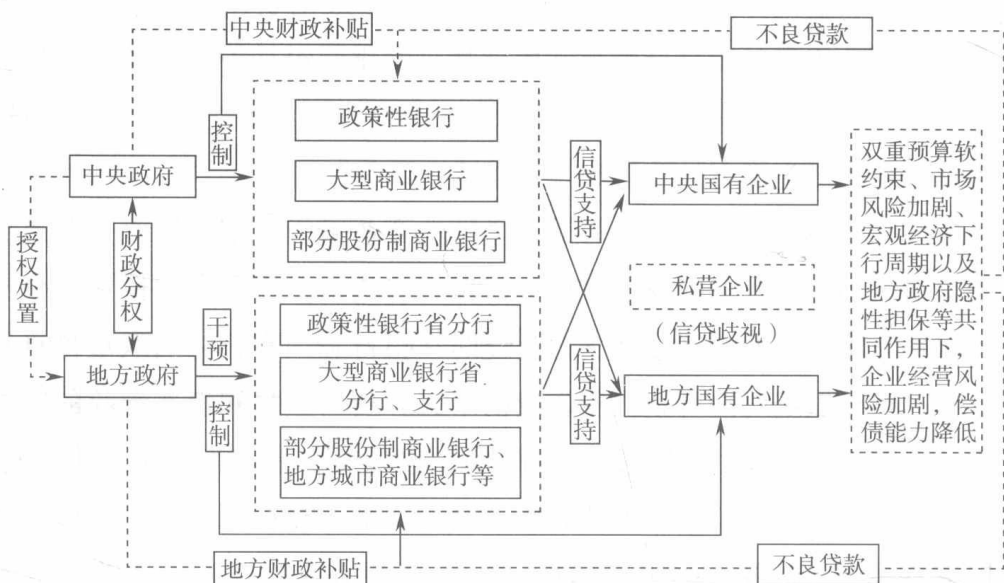 中央财政补贴
不良贷款
控制
政策性银行
中央政府
大型商业银行
部分股份制商业银行
信贷支持
中央国有企业
双重预算软
约束、市场
风险加剧、
宏观经济下
行周期以及
地方政府隐
性担保等共
同作用下，
企业经营风
险加剧，偿
债能力降低
授权处置
财政分权
私营企业
（信贷歧视）
干预
政策性银行省分行
地方政府
大型商业银行省
分行、支行
控制
信贷支持
地方国有企业
部分股份制商业银行、
地方城市商业银行等
地方财政补贴
不良贷款